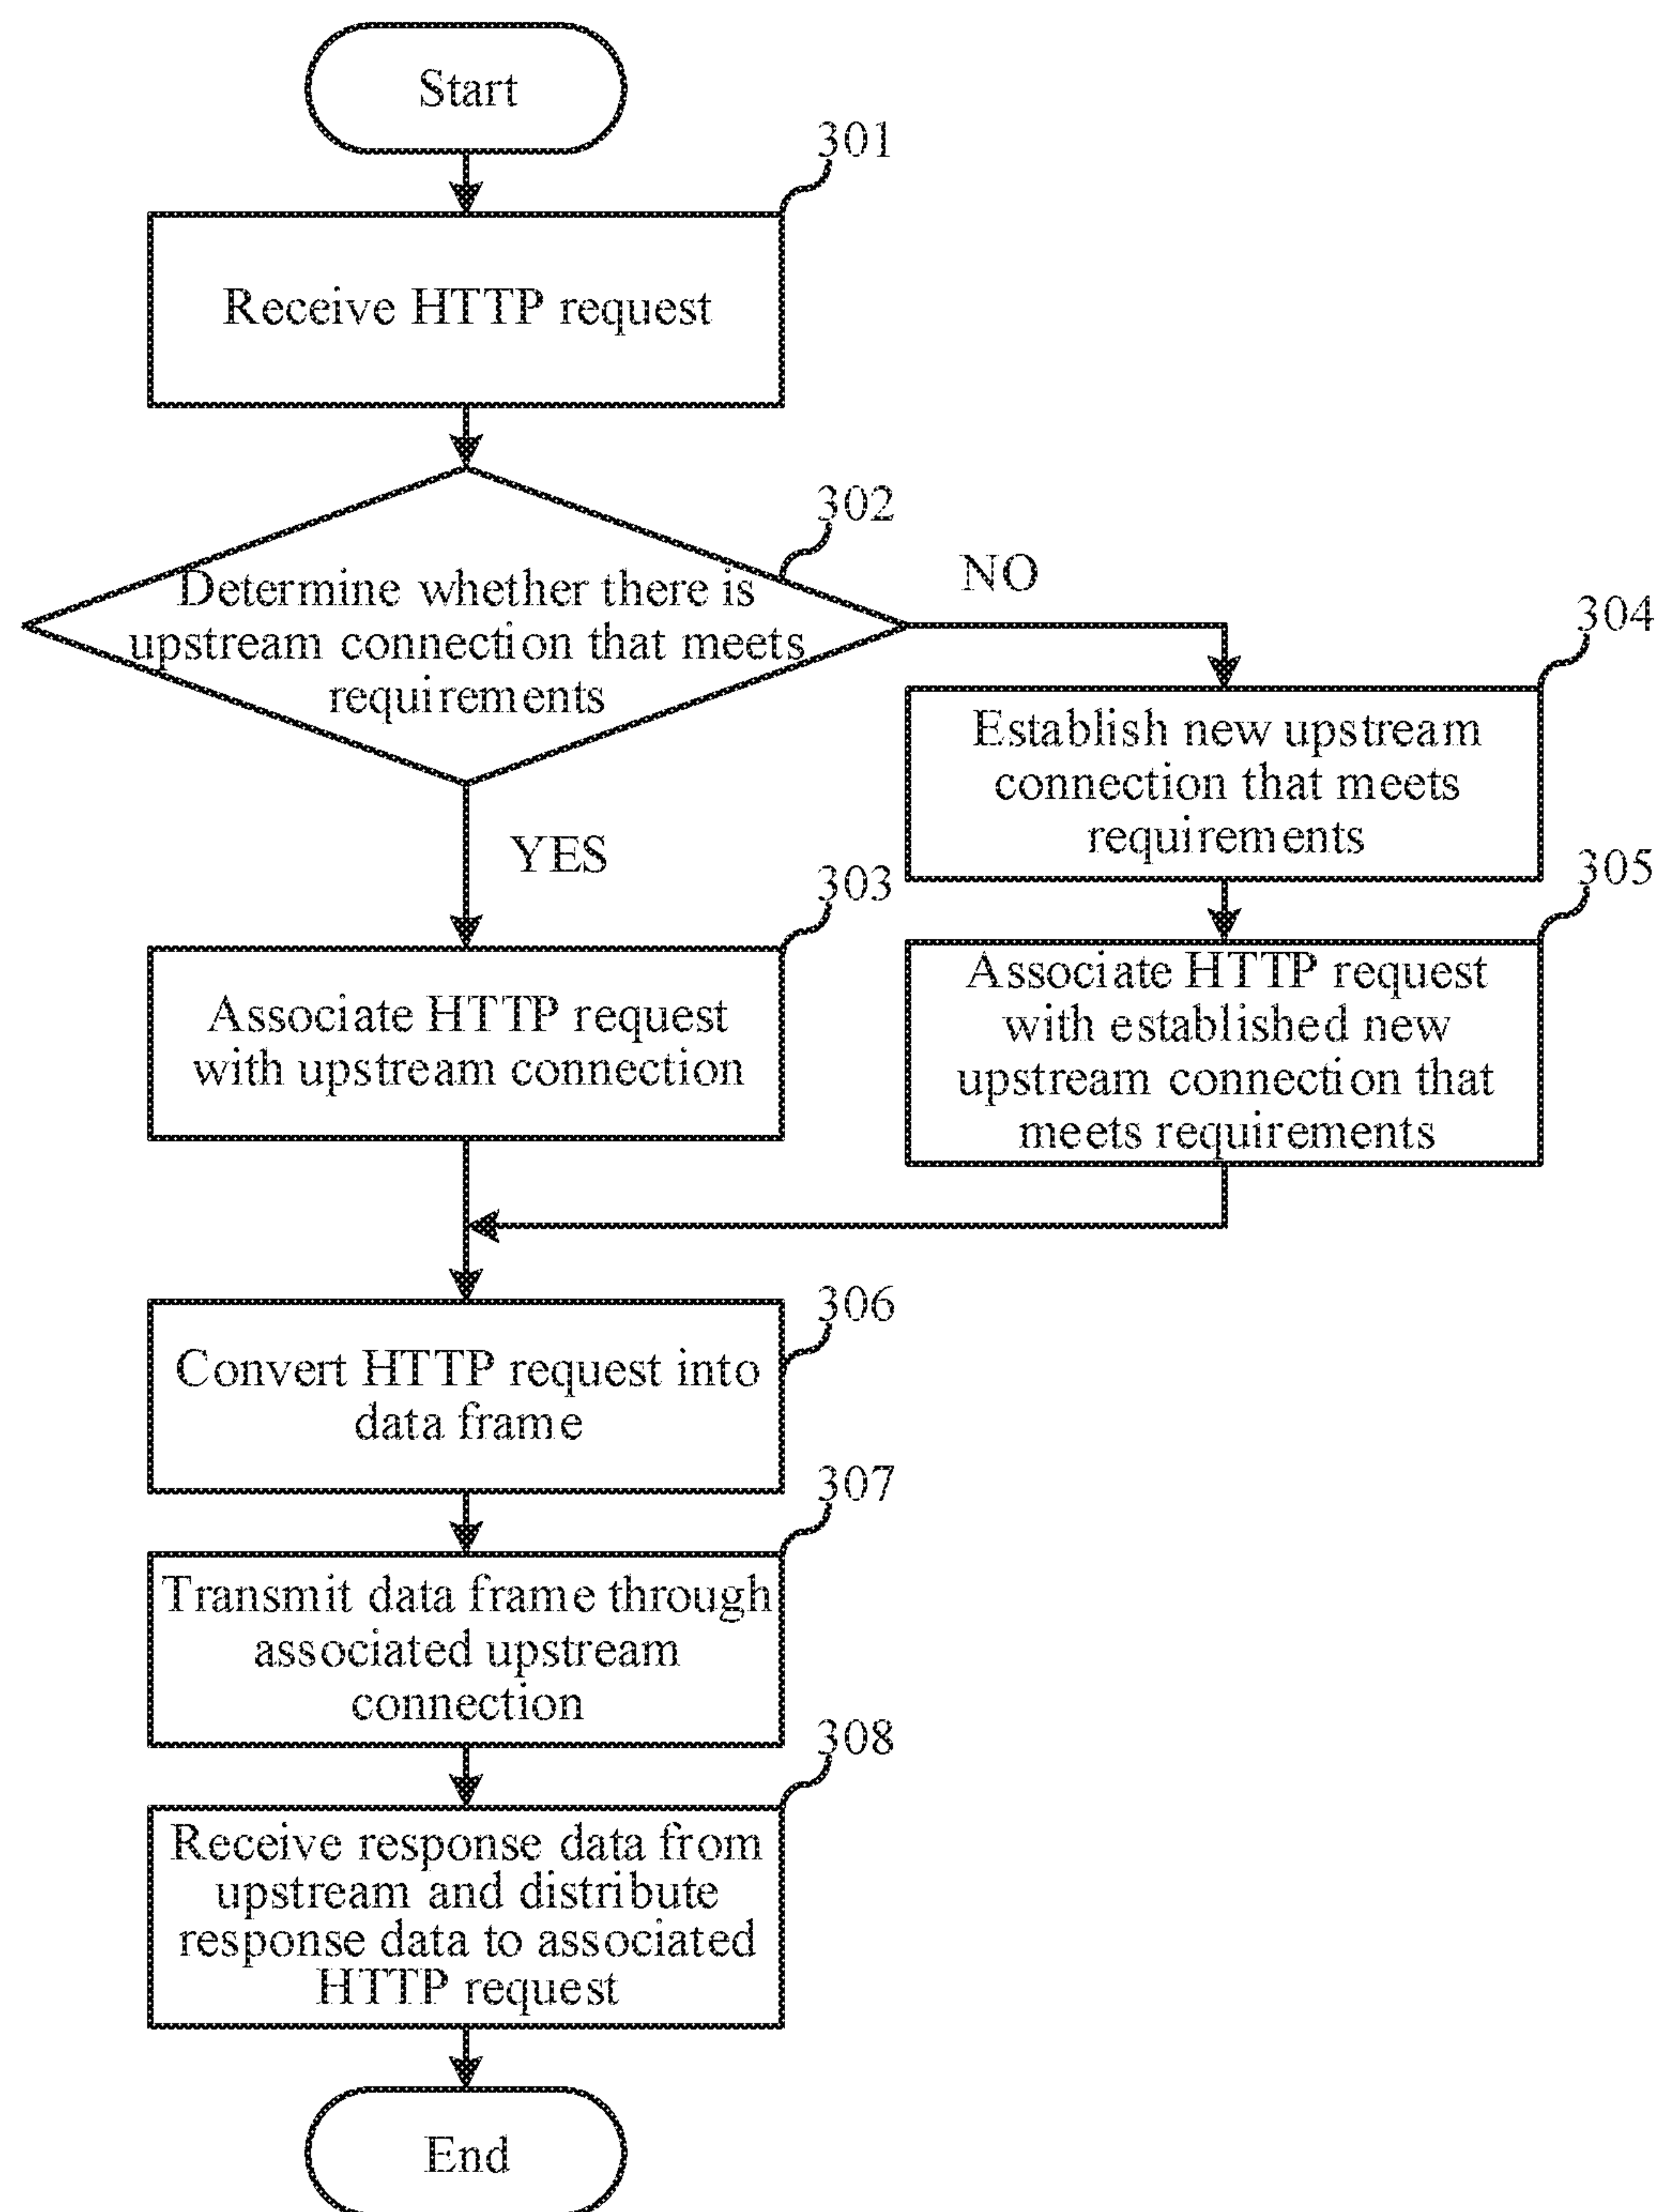 Start
301
Receive HTTP request
302
Determine whether there is
upstream connection that meets
requirements
NO
YES
304
Establish new upstream
connection that meets
requirements
303
Associate HTTP request
with upstream connection
305
Associate HTTP request
with established new
upstream connection that
meets requirements
306
Convert HTTP request into
data frame
307
Transmit data frame through
associated upstream
connection
308
Receive response data from
upstream and distribute
response data to associated
HTTP request
End